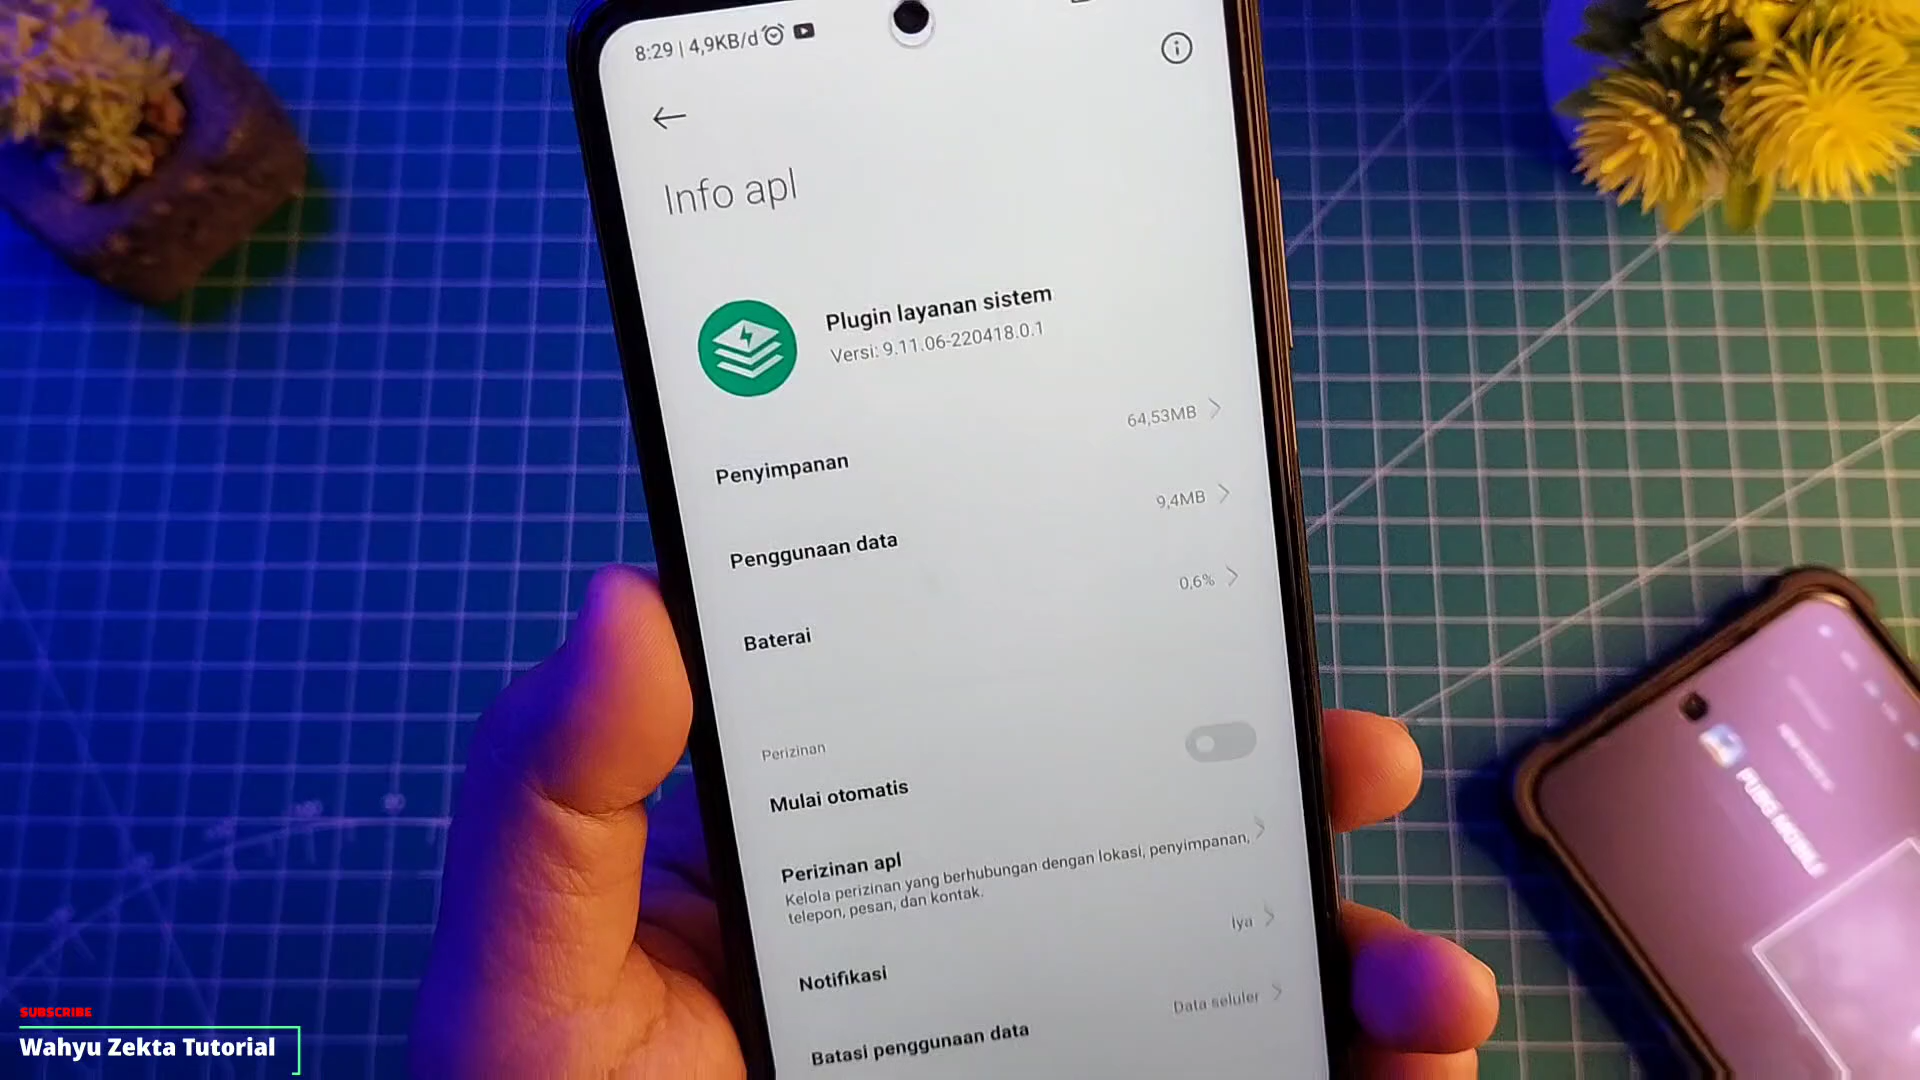 8:29 | 4,9KB/d
Info apl
Plugin layanan sistem
Versi: 9.11.06-220418.0.1
Penyimpanan
64,53MB
Penggunaan data
9,4MB
Baterai
0,6%
Perizinan
Mulai otomatis
Perizinan apl
Kelola perizinan yang berhubungan dengan lokasi, penyimpanan,
telepon, pesan, dan kontak.
Notifikasi
Iya
Batasi penggunaan data
Data seluler
PUBG MOBILE
SUBSCRIBE
Wahyu Zekta Tutorial